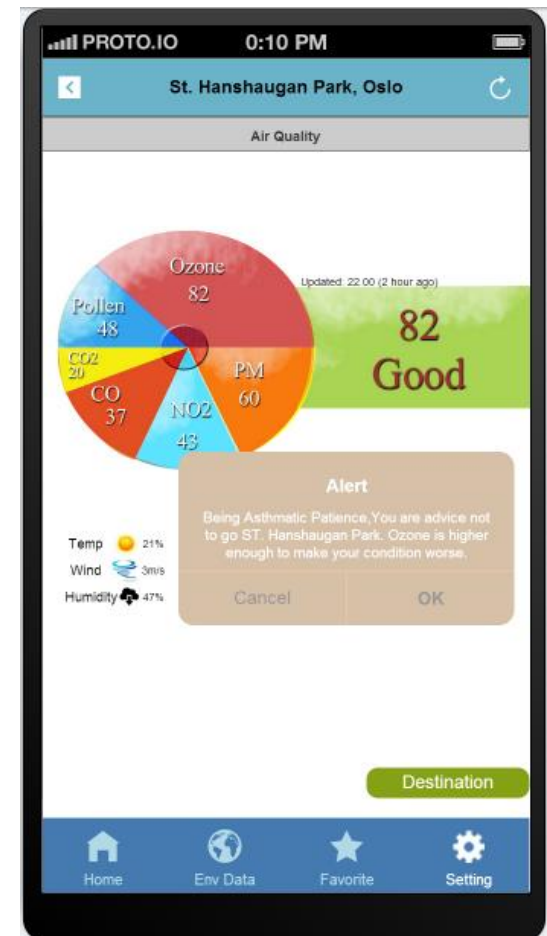 PROTO.IO 0:10 PM
St. Hanshaugan Park, Oslo
Air Quality
Updated: 22.00 (2 hour ago)
82
Good
Ozone
82
Pollen
48
CO2
20
CO
37
NO2
43
PM
60
Alert
Being Asthmatic Patience,You are advice not
to go ST. Hanshaugan Park. Ozone is higher
enough to make your condition worse.
Cancel OK
Temp 21%
Wind 3m/s
Humidity 47%
Destination
Home Env Data Favorite Setting